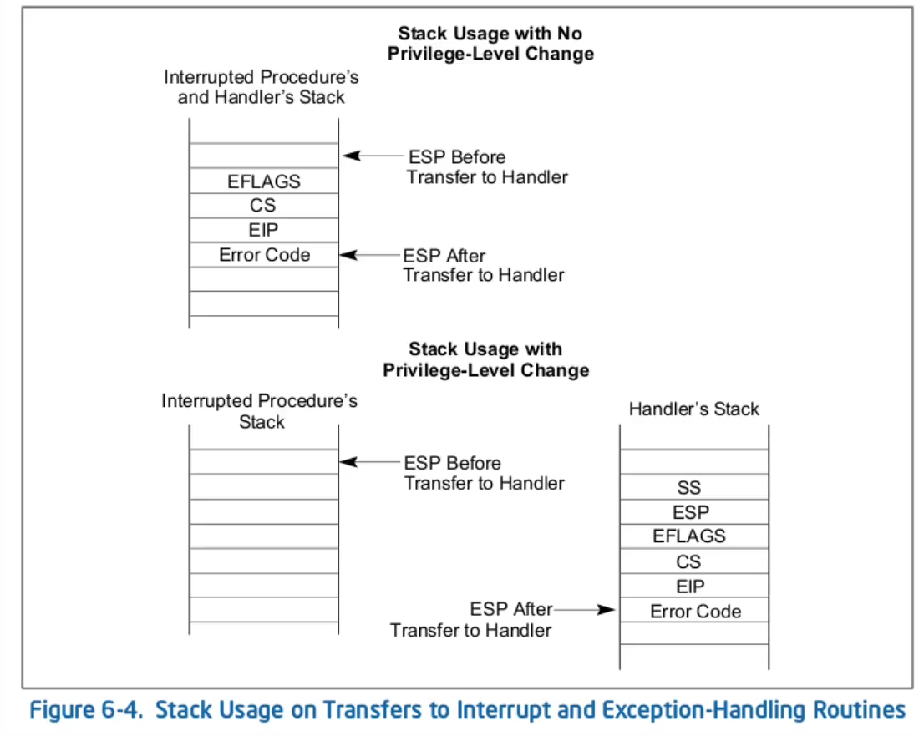 Stack Usage with No
Privilege-Level Change
Interrupted Procedure's
and Handler's Stack
ESP Before
Transfer to Handler
EFLAGS
CS
EIP
Error Code
ESP After
Transfer to Handler
Stack Usage with
Privilege-Level Change
Interrupted Procedure's
Stack
Handler's Stack
ESP Before
Transfer to Handler
SS
ESP
EFLAGS
CS
EIP
Error Code
ESP After
Transfer to Handler
Figure 6-4. Stack Usage on Transfers to Interrupt and Exception-Handling Routines